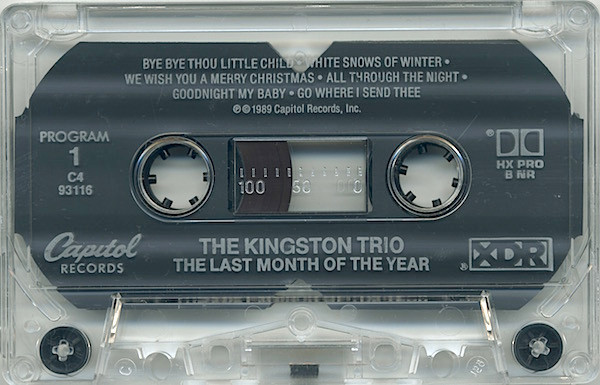 BYE BYE THOU LITTLE CHILD • WHITE SNOWS OF WINTER •
WE WISH YOU A MERRY CHRISTMAS • ALL THROUGH THE NIGHT •
GOODNIGHT MY BABY • GO WHERE I SEND THEE
℗ © 1989 Capitol Records, Inc.
PROGRAM
1
C4
93116
® DD
HX PRO
B NR
100 50
Capitol
RECORDS
THE KINGSTON TRIO
THE LAST MONTH OF THE YEAR
® XDR